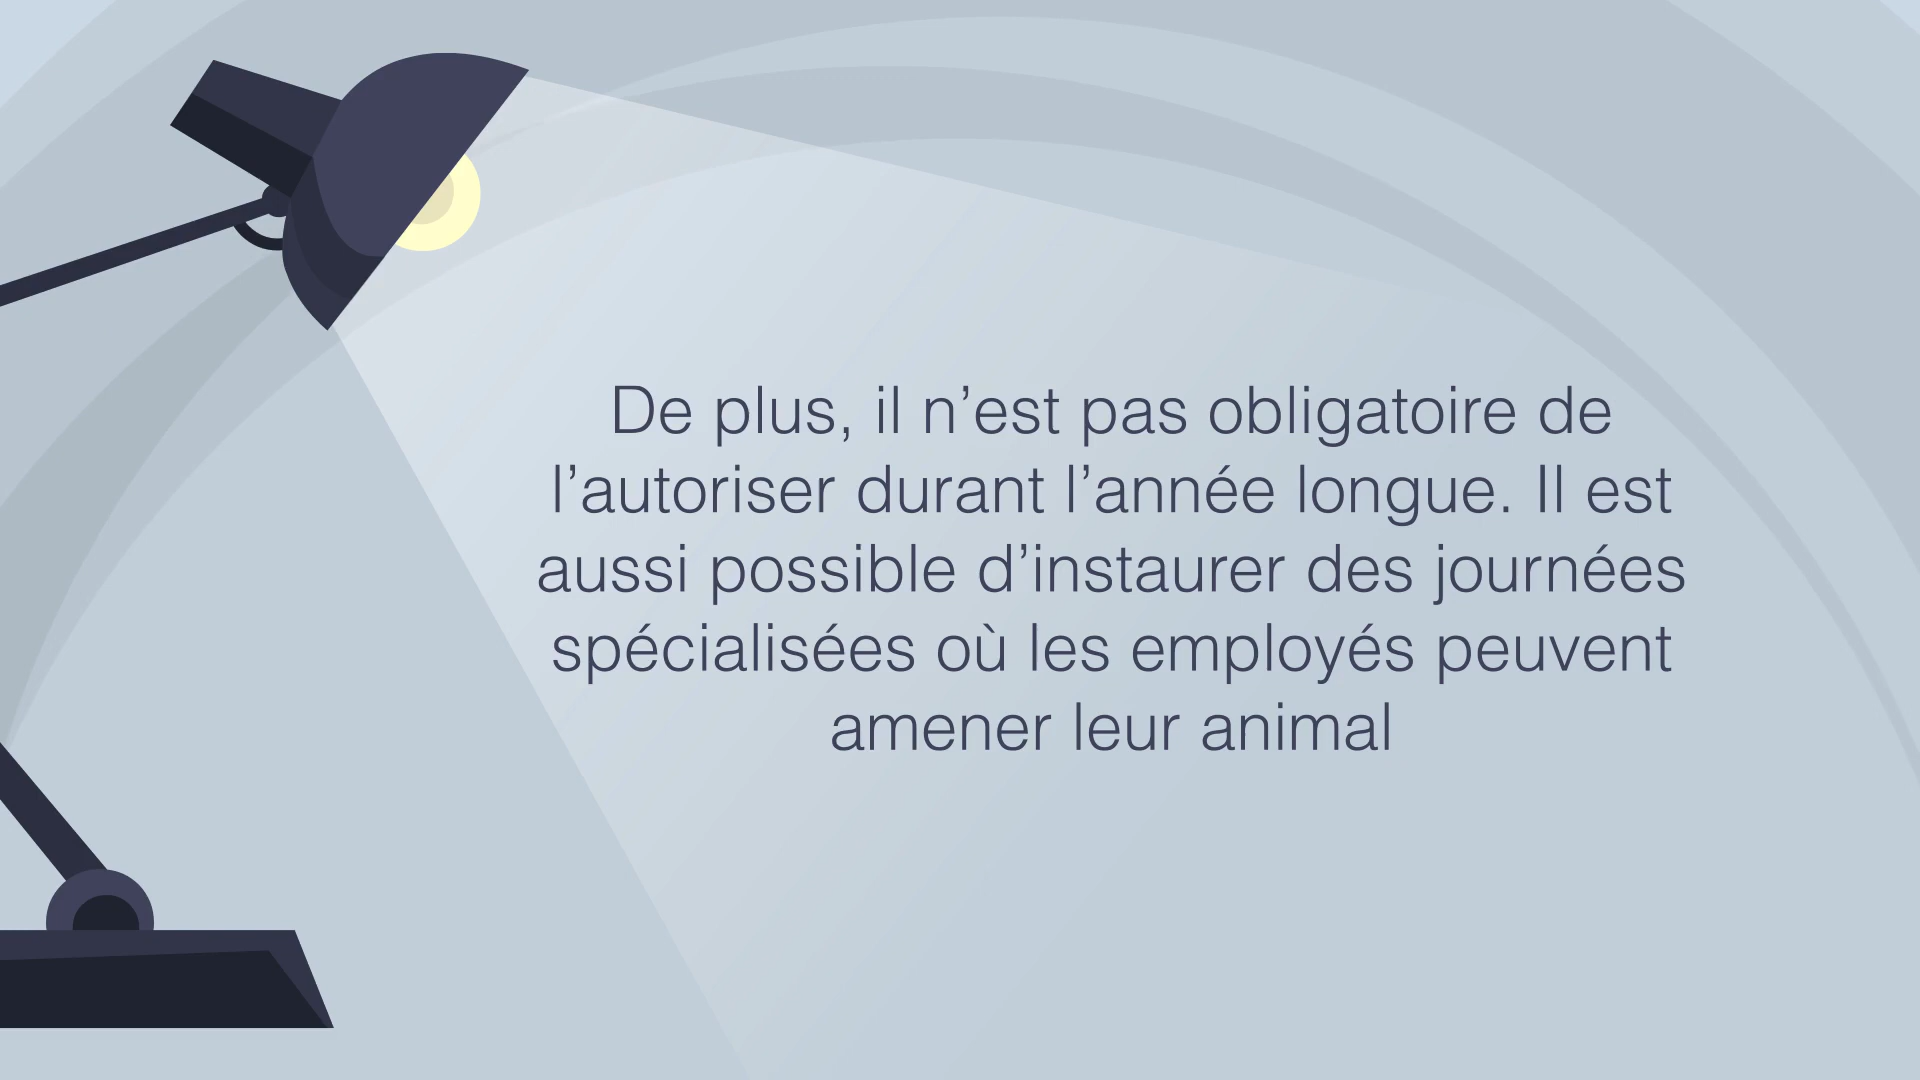 De plus, il n’est pas obligatoire de
l’autoriser durant l’année longue. Il est
aussi possible d’instaurer des journées
spécialisées où les employés peuvent
amener leur animal